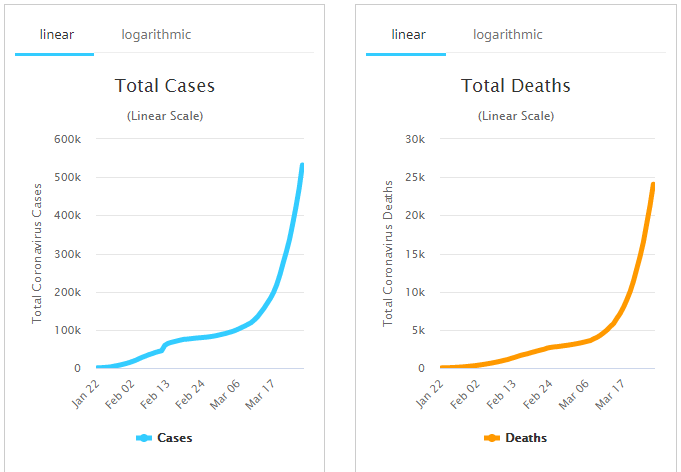 linear
logarithmic
Total Cases
(Linear Scale)
Total Coronavirus Cases
600k
500k
400k
300k
200k
100k
0
Jan 22
Feb 02
Feb 13
Feb 24
Mar 06
Mar 17
Cases
linear
logarithmic
Total Deaths
(Linear Scale)
Total Coronavirus Deaths
30k
25k
20k
15k
10k
5k
0
Jan 22
Feb 02
Feb 13
Feb 24
Mar 06
Mar 17
Deaths